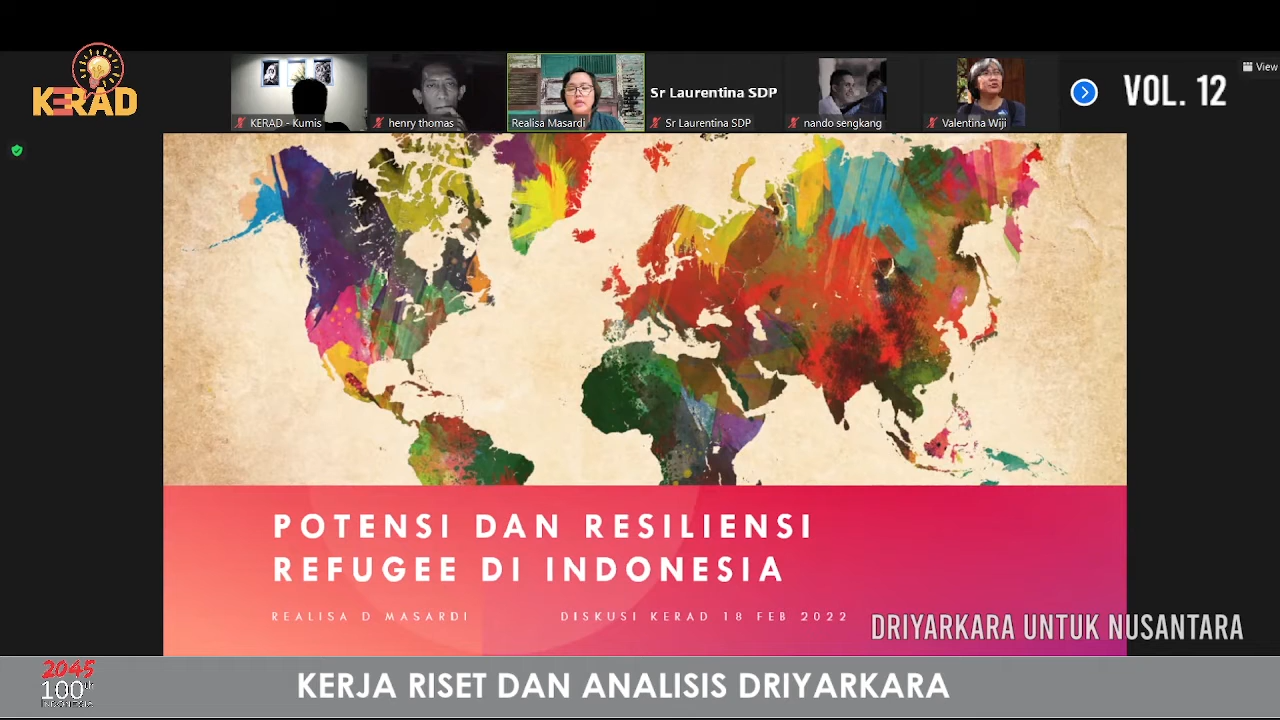 KERAD
KERAD - Kumis
henry thomas
Realisa Masardi
Sr Laurentina SDP
Sr Laurentina SDP
nando sengkang
Valentina Wiji
View
VOL. 12
POTENSI DAN RESILIENSI
REFUGEE DI INDONESIA
REALISA D MASARDI
DISKUSI KERAD 18 FEB 2022
DRIYARKARA UNTUK NUSANTARA
2045
100th
INDONESIA
KERJA RISET DAN ANALISIS DRIYARKARA